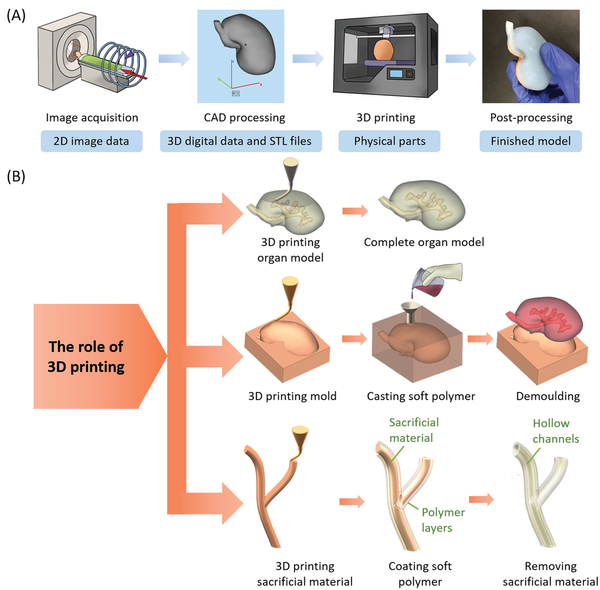 (A)
Image acquisition
CAD processing
3D printing
Post-processing
2D image data
3D digital data and STL files
Physical parts
Finished model
(B)
3D printing
organ model
Complete organ model
The role of
3D printing
3D printing mold
Casting soft polymer
Demoulding
Sacrificial
material
Hollow
channels
Polymer
layers
3D printing
sacrificial material
Coating soft
polymer
Removing
sacrificial material